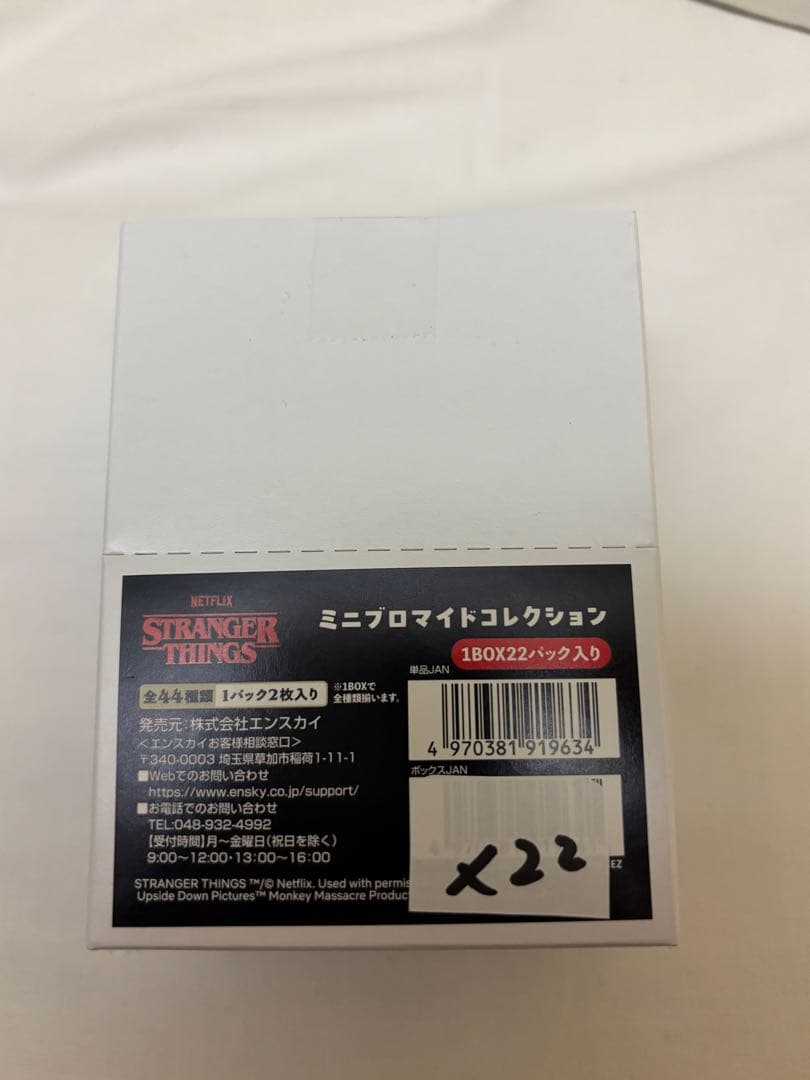 NETFLIX
STRANGER
THINGS
ミニブロマイドコレクション
1BOX22パック入り
全44種類 1パック2枚入り
※1BOXで
全種類揃います。
単品JAN
4 970381 919634
発売元:株式会社エンスカイ
<エンスカイお客様相談窓口>
〒340-0003 埼玉県草加市稲荷1-11-1
■Webでのお問い合わせ
https://www.ensky.co.jp/support/
■お電話でのお問い合わせ
TEL:048-932-4992
【受付時間】月〜金曜日(祝日を除く)
9:00〜12:00・13:00〜16:00
ボックスJAN
×22
EZ
STRANGER THINGS ™/© Netflix. Used with permis
Upside Down Pictures™ Monkey Massacre Produc